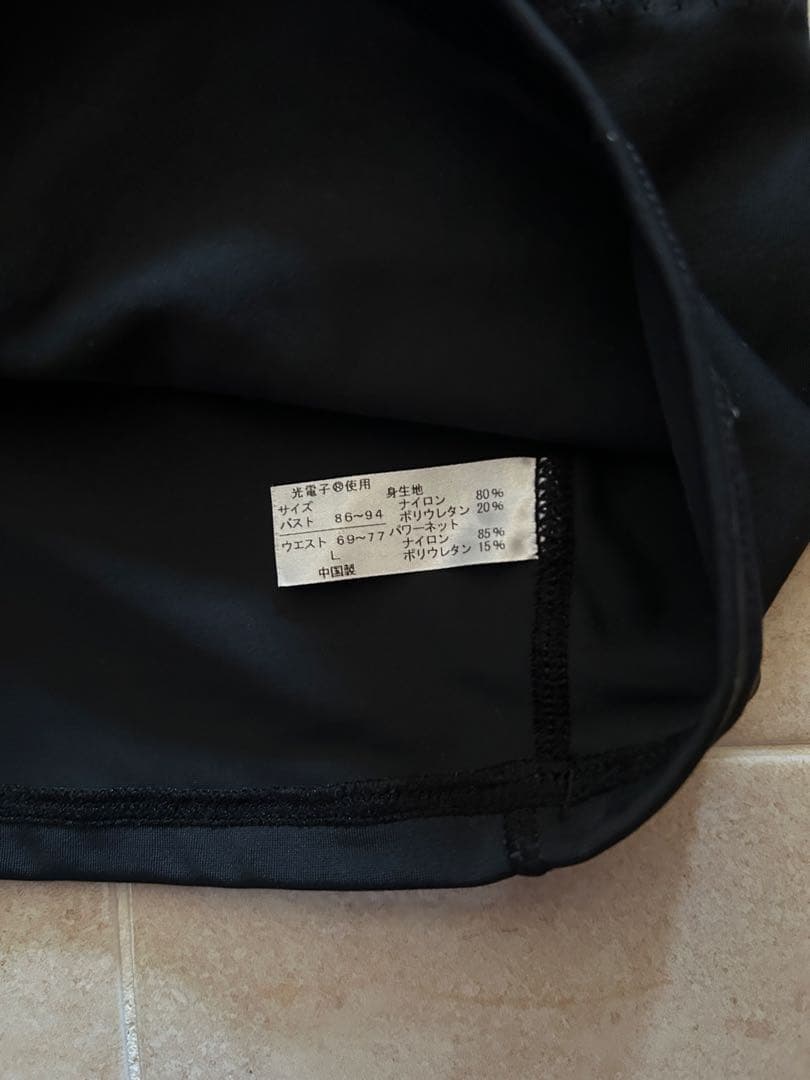 光電子®使用
サイズ
バスト 86~94
ウエスト 69~77
L
中国製
身生地
ナイロン 80%
ポリウレタン 20%
パワーネット
ナイロン 85%
ポリウレタン 15%